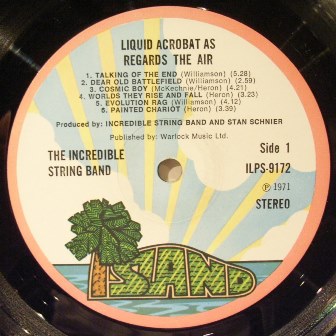 LIQUID ACROBAT AS
REGARDS THE AIR
1. TALKING OF THE END (Williamson) (5.28)
2. DEAR OLD BATTLEFIELD (Williamson) (2.59)
3. COSMIC BOY (McKechnie/Heron) (4.21)
4. WORLDS THEY RISE AND FALL (Heron) (3.23)
5. EVOLUTION RAG (Williamson) (4.12)
6. PAINTED CHARIOT (Heron) (3.39)
Produced by: INCREDIBLE STRING BAND AND STAN SCHNIER
Published by: Warlock Music Ltd.
THE INCREDIBLE
STRING BAND
Side 1
ILPS-9172
℗ 1971
STEREO
ISLAND